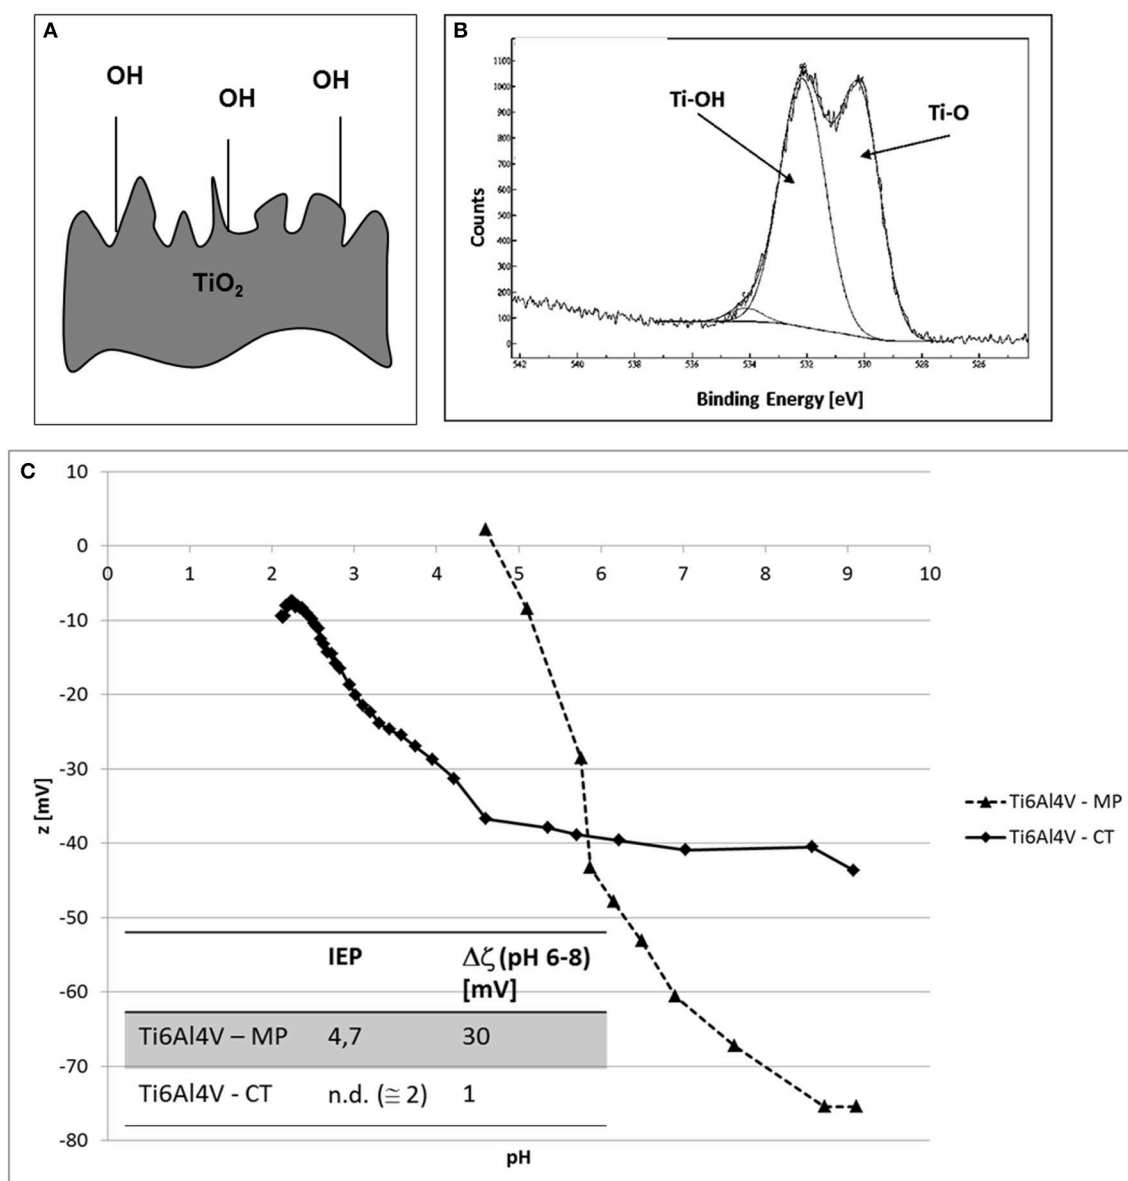 A
OH
OH
OH
TiO₂
B
1100
1000
900
800
700
600
500
400
300
200
100
0
Counts
Ti-OH
Ti-O
542 540 538 536 534 532 530 528 526
Binding Energy [eV]
C
10
0
-10
-20
-30
-40
-50
-60
-70
-80
z [mV]
0 1 2 3 4 5 6 7 8 9 10
pH
Ti6Al4V - MP
Ti6Al4V - CT
IEP Δζ (pH 6-8)
[mV]
Ti6Al4V – MP 4,7 30
Ti6Al4V - CT n.d. (≅ 2) 1